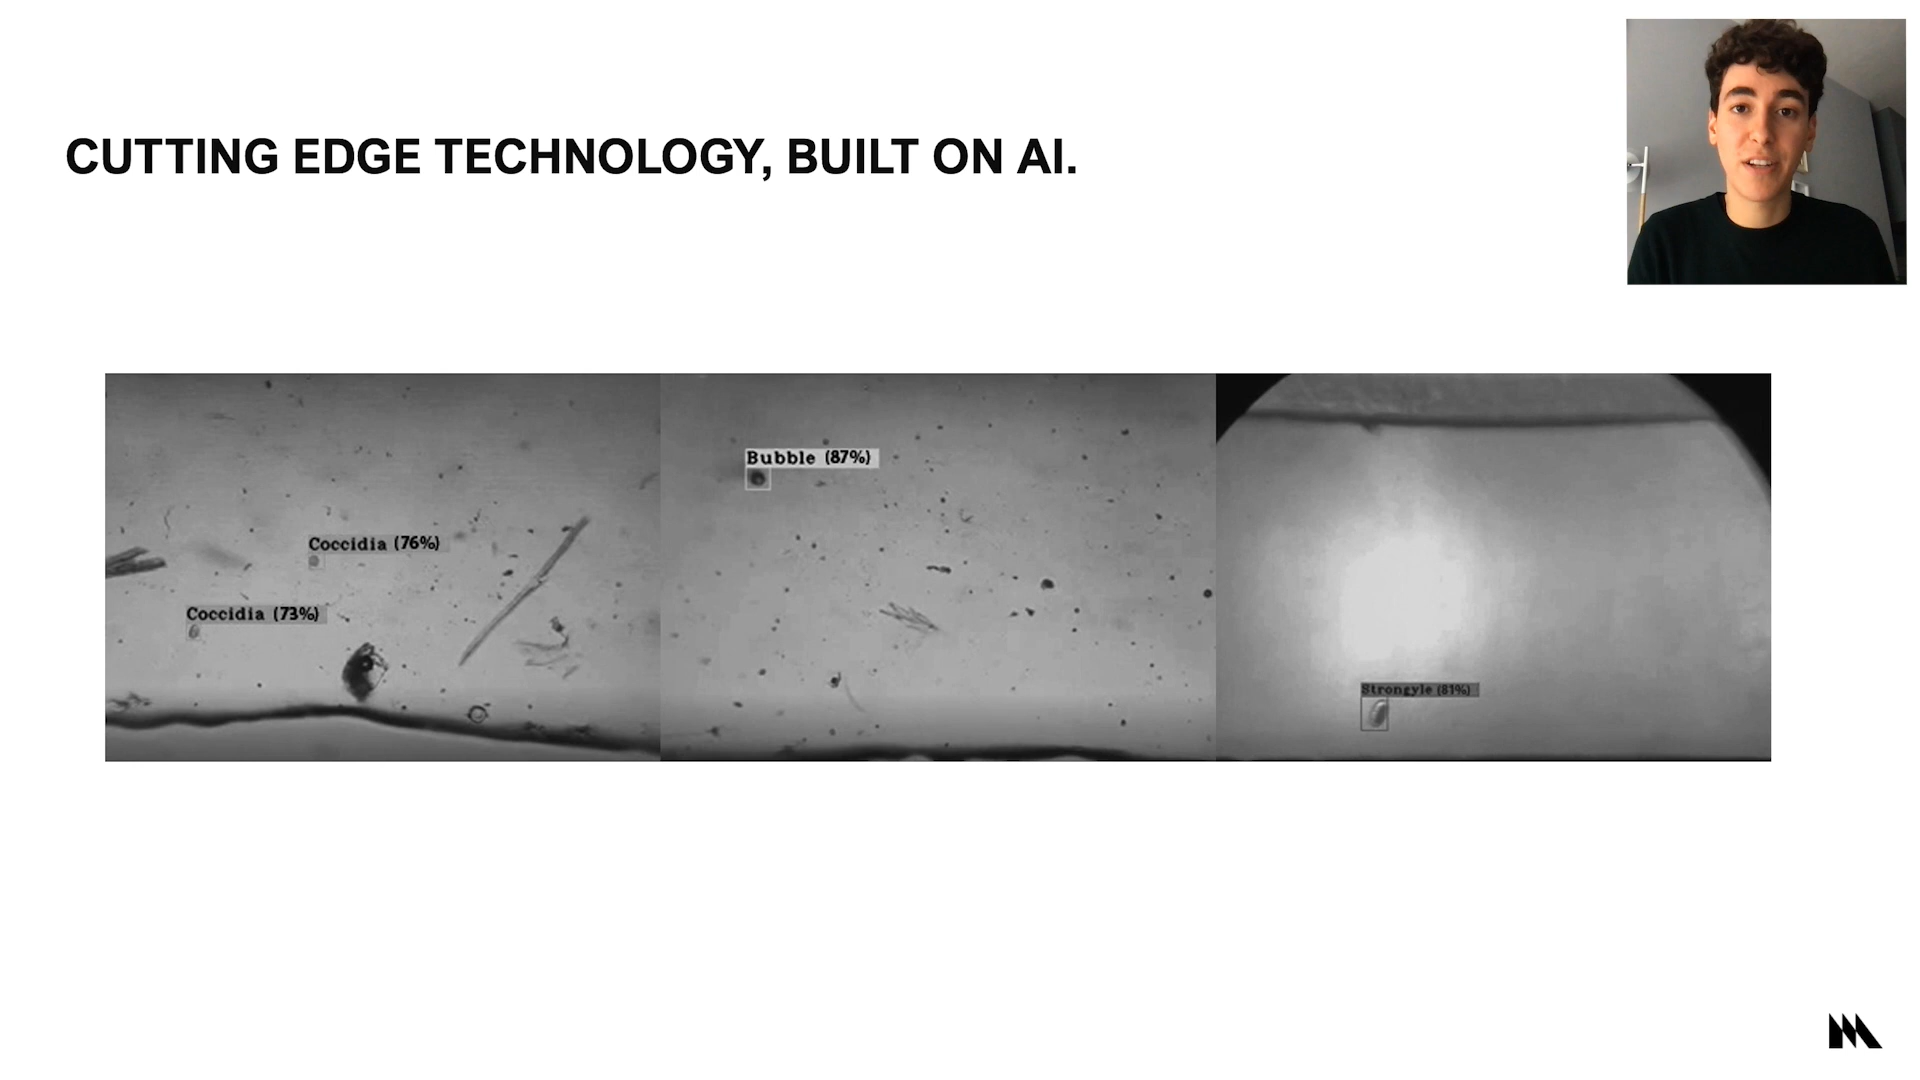 CUTTING EDGE TECHNOLOGY, BUILT ON AI.
Bubble (87%)
Coccidia (76%)
Coccidia (73%)
Strongyle (81%)